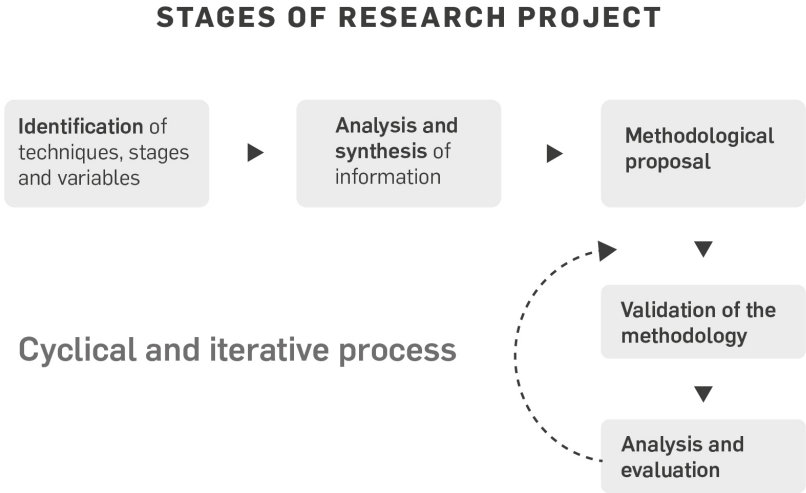 STAGES OF RESEARCH PROJECT
Identification of
techniques, stages
and variables
Analysis and
synthesis of
information
Methodological
proposal
Validation of the
methodology
Cyclical and iterative process
Analysis and
evaluation